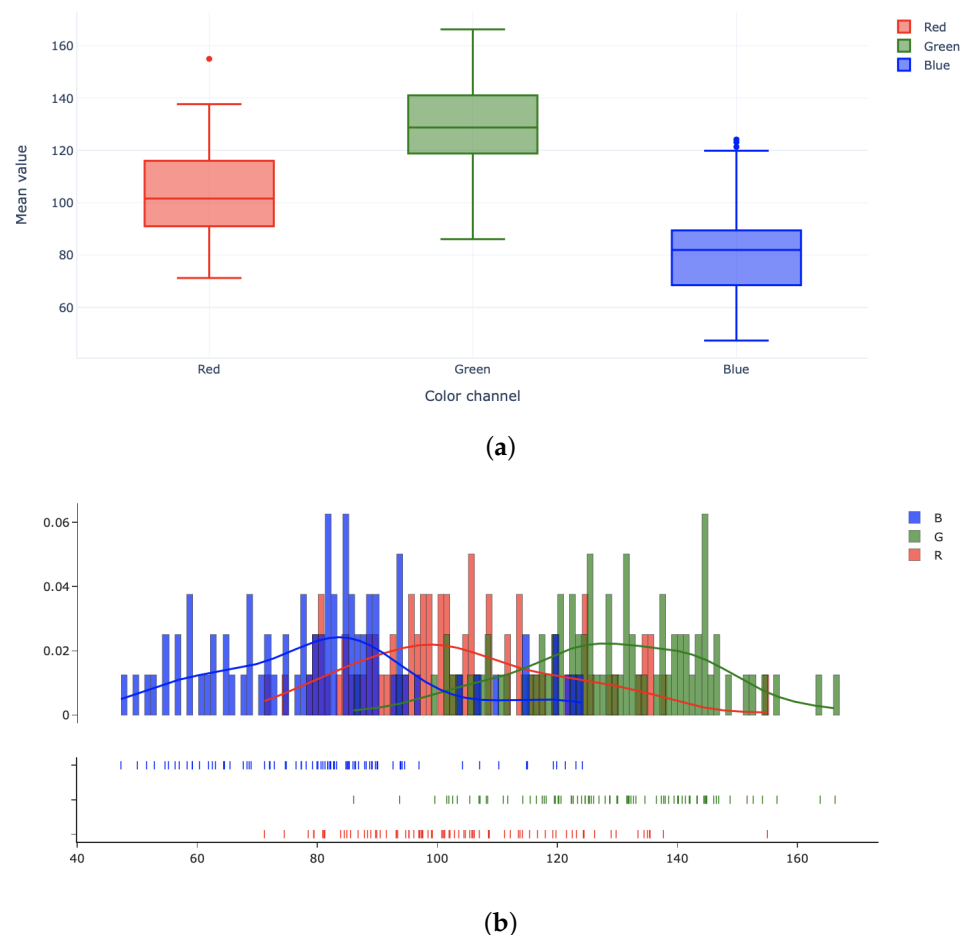 160
140
120
100
80
60
Mean value
Red
Green
Blue
Red
Green
Blue
Color channel
(a)
0.06
0.04
0.02
0
B
G
R
40
60
80
100
120
140
160
(b)